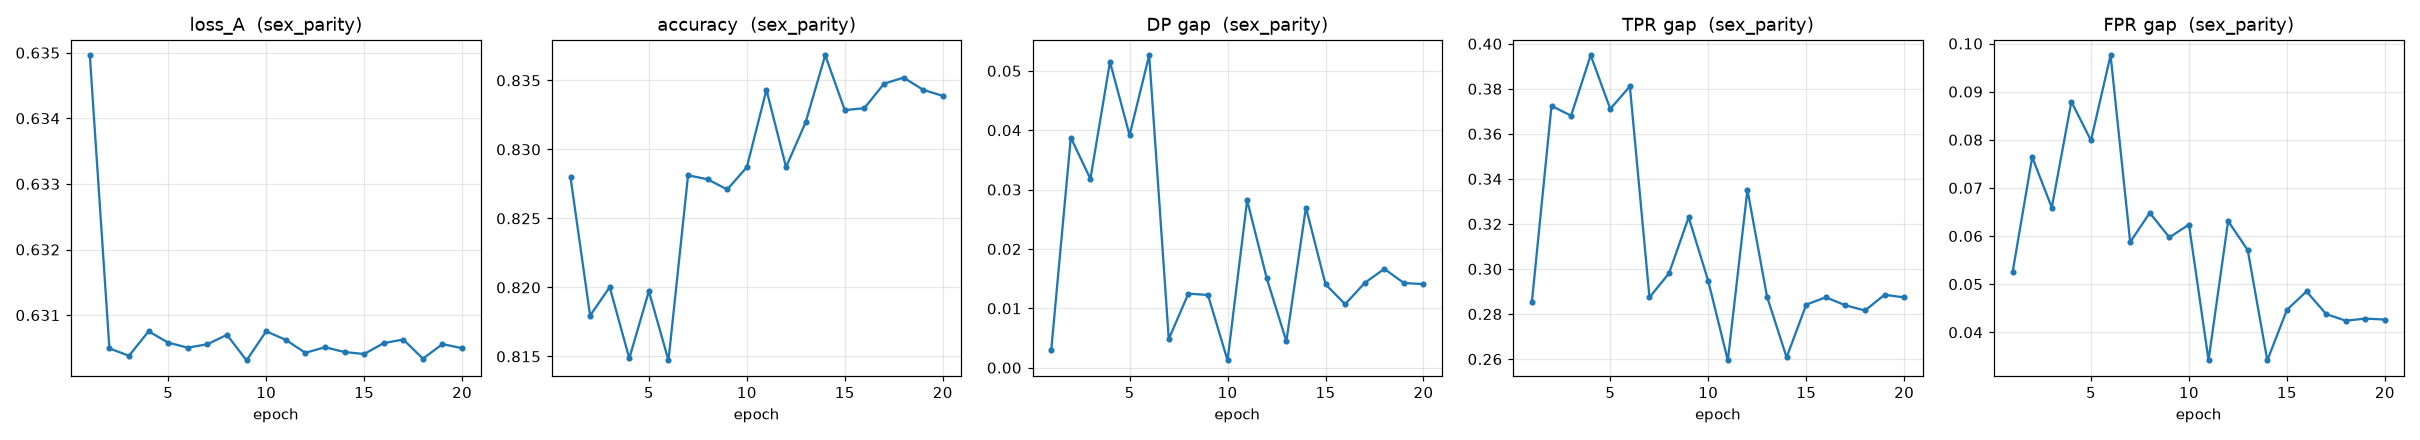 loss_A (sex_parity)
0.635
0.634
0.633
0.632
0.631
5 10 15 20
epoch
accuracy (sex_parity)
0.835
0.830
0.825
0.820
0.815
5 10 15 20
epoch
DP gap (sex_parity)
0.05
0.04
0.03
0.02
0.01
0.00
5 10 15 20
epoch
TPR gap (sex_parity)
0.40
0.38
0.36
0.34
0.32
0.30
0.28
0.26
5 10 15 20
epoch
FPR gap (sex_parity)
0.10
0.09
0.08
0.07
0.06
0.05
0.04
5 10 15 20
epoch